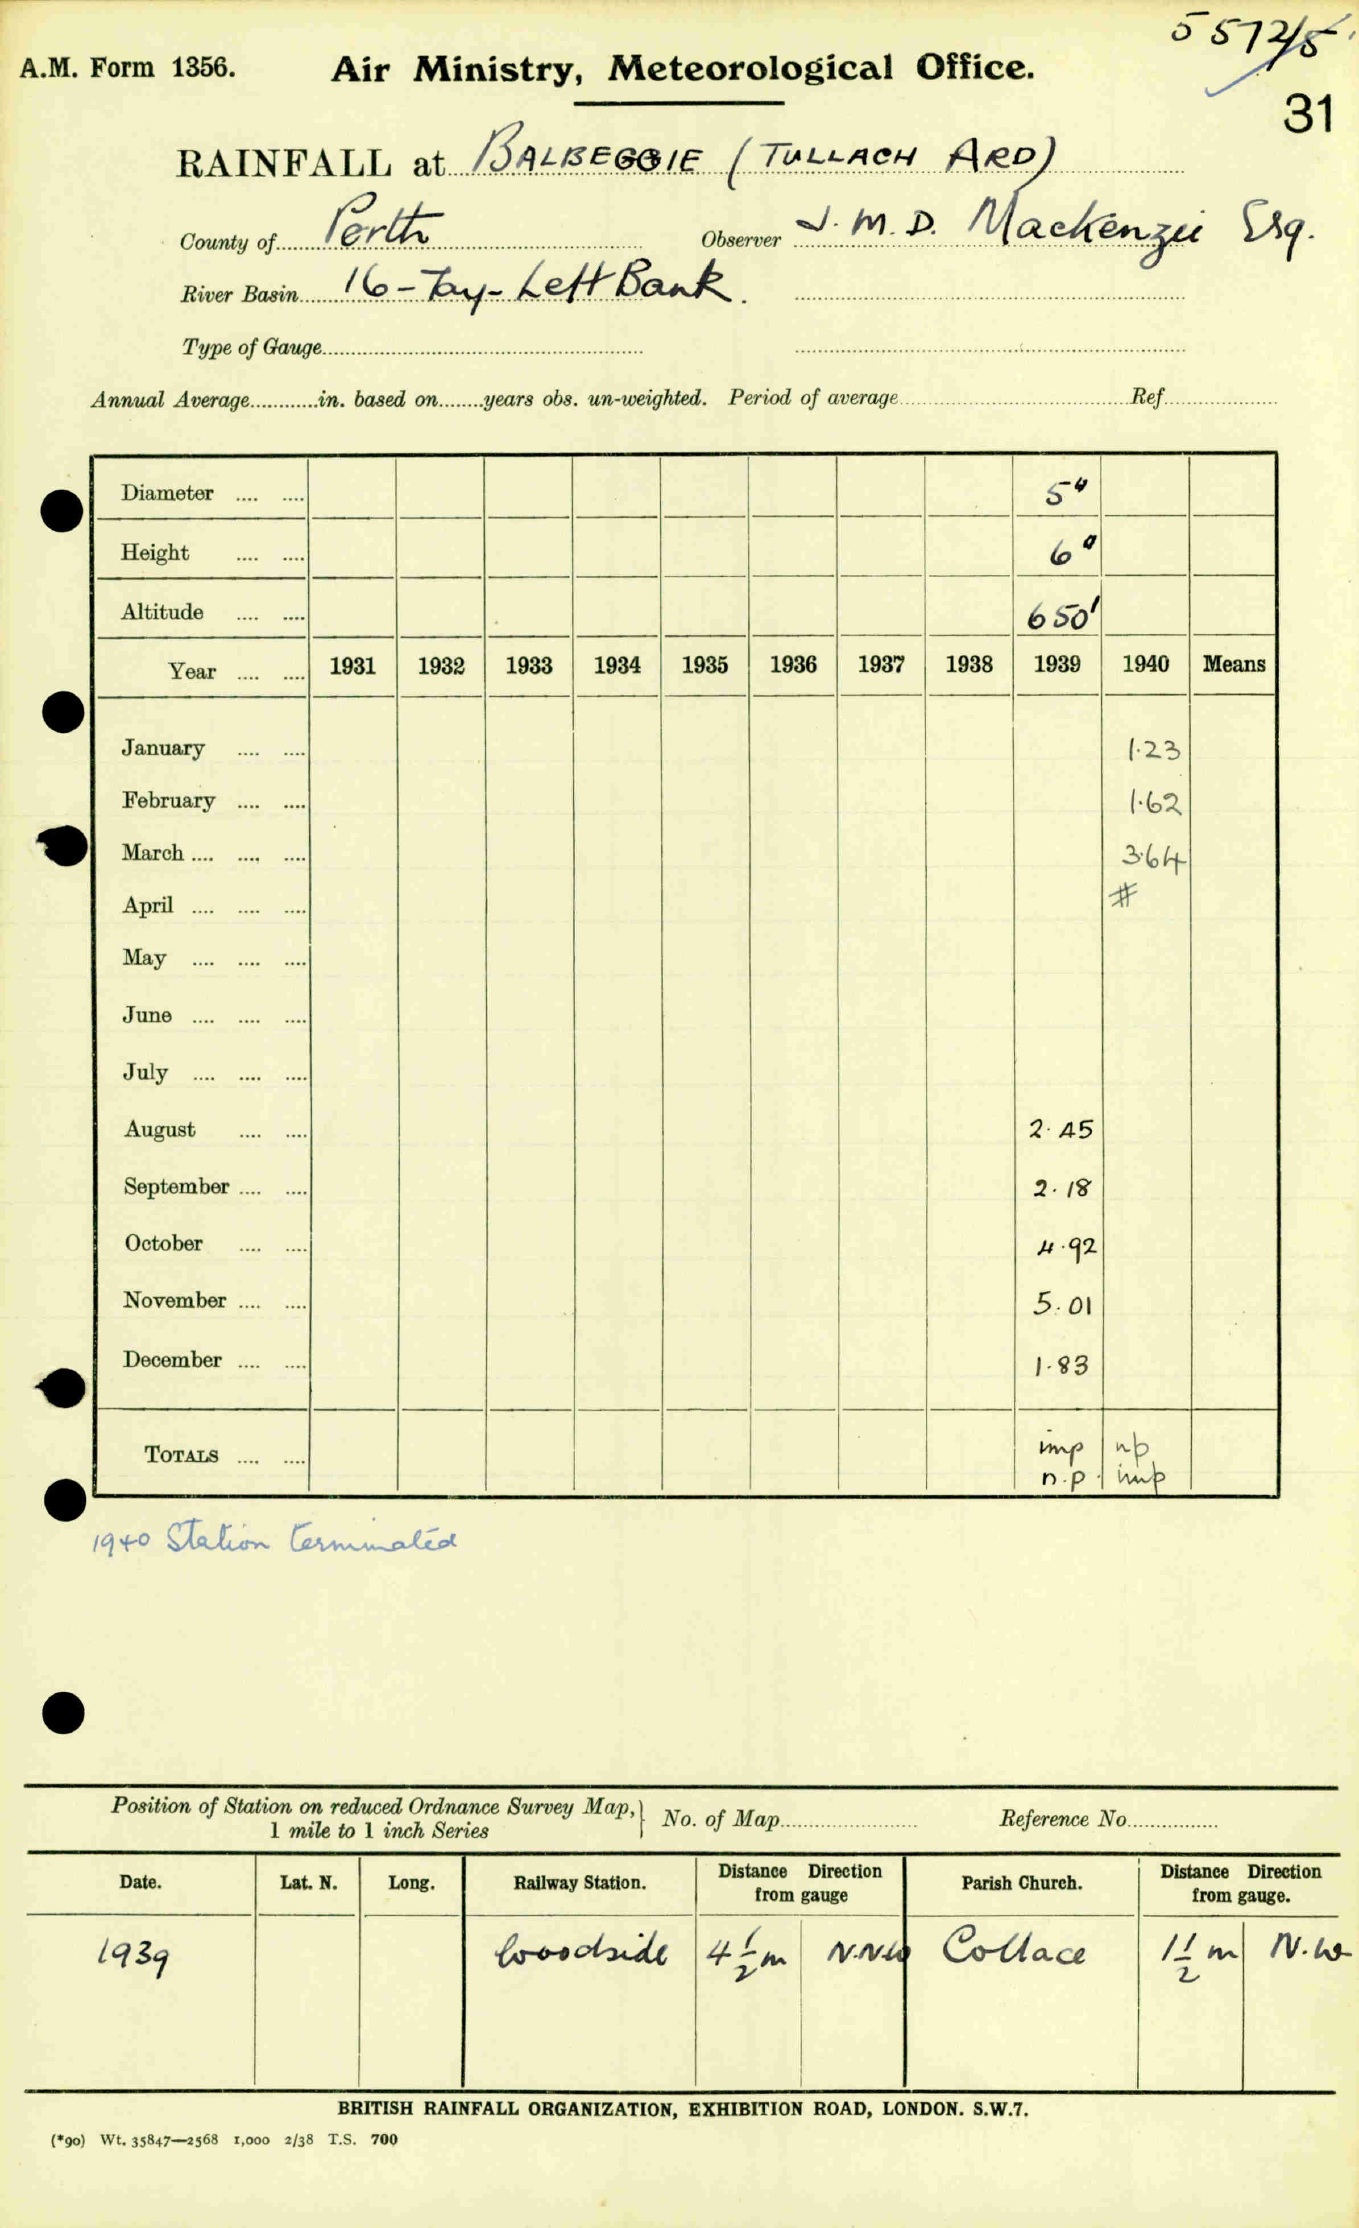 5572/5
A.M. Form 1356. Air Ministry, Meteorological Office.
31
RAINFALL at BALBEGGIE (TULLACH ARD)
County of Perth Observer J. M. D. Mackenzie Esq.
River Basin 16 - Tay - Left Bank.
Type of Gauge
Annual Average in. based on years obs. un-weighted. Period of average Ref.
Diameter 5"
Height 6"
Altitude 650'
Year 1931 1932 1933 1934 1935 1936 1937 1938 1939 1940 Means
January 1.23
February 1.62
March 3.64
April #
May
June
July
August 2.45
September 2.18
October 4.92
November 5.01
December 1.83
TOTALS imp np
n.p. imp
1940 Station terminated
Position of Station on reduced Ordnance Survey Map, 1 mile to 1 inch Series } No. of Map Reference No.
Date. Lat. N. Long. Railway Station. Distance Direction from gauge Parish Church. Distance Direction from gauge.
1939 Woodside 4 1/2 m N.N.W Collace 1 1/2 m N.W
BRITISH RAINFALL ORGANIZATION, EXHIBITION ROAD, LONDON. S.W.7.
(*90) Wt. 35847—2568 1,000 2/38 T.S. 700